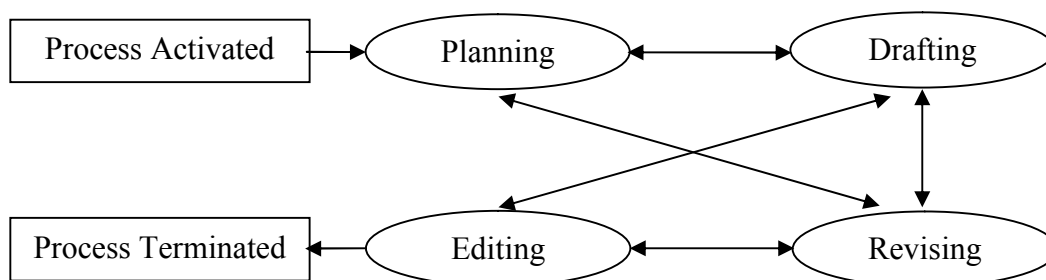 Process Activated
Planning
Drafting
Process Terminated
Editing
Revising